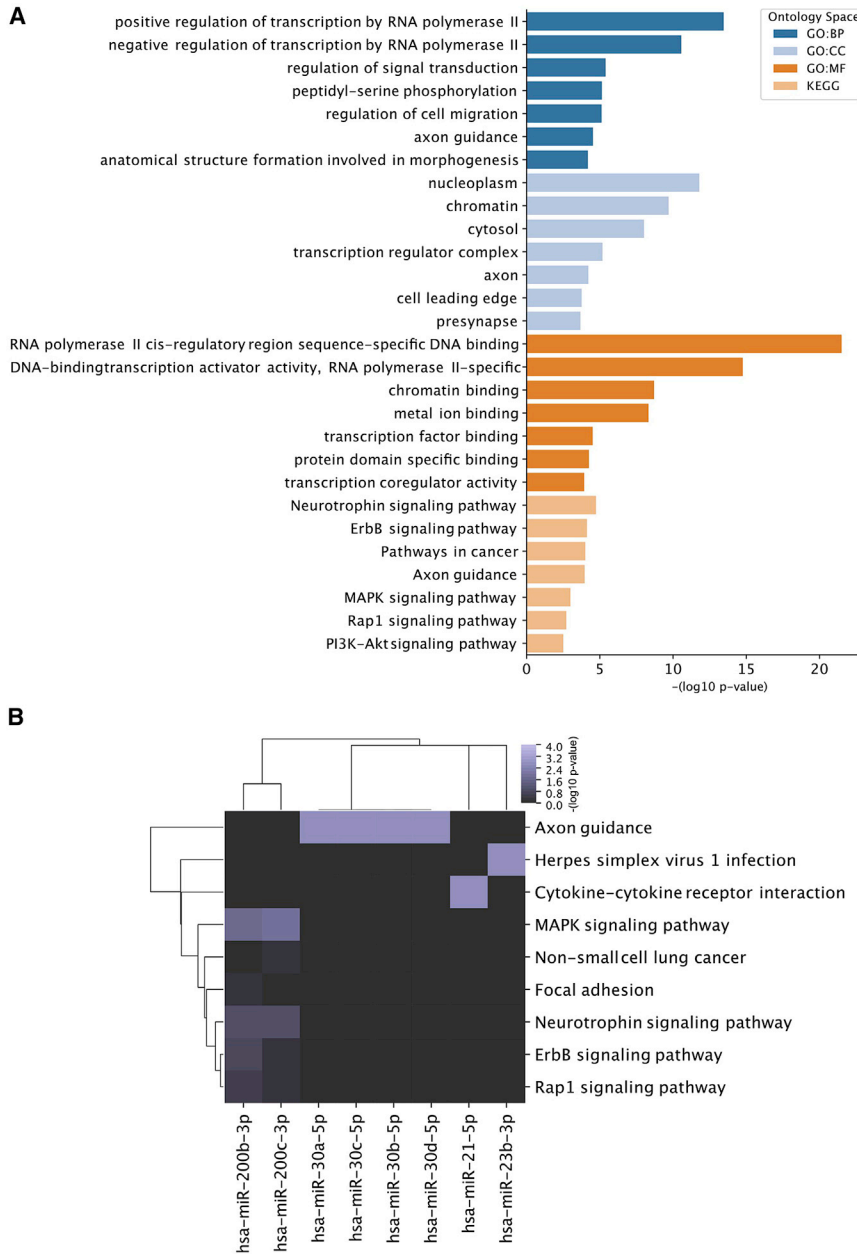 A
positive regulation of transcription by RNA polymerase II
negative regulation of transcription by RNA polymerase II
regulation of signal transduction
peptidyl-serine phosphorylation
regulation of cell migration
axon guidance
anatomical structure formation involved in morphogenesis
nucleoplasm
chromatin
cytosol
transcription regulator complex
axon
cell leading edge
presynapse
RNA polymerase II cis-regulatory region sequence-specific DNA binding
DNA-bindingtranscription activator activity, RNA polymerase II-specific
chromatin binding
metal ion binding
transcription factor binding
protein domain specific binding
transcription coregulator activity
Neurotrophin signaling pathway
ErbB signaling pathway
Pathways in cancer
Axon guidance
MAPK signaling pathway
Rap1 signaling pathway
PI3K-Akt signaling pathway
Ontology Space
GO:BP
GO:CC
GO:MF
KEGG
0 5 10 15 20
-(log10 p-value)
B
4.0
3.2
2.4
1.6
0.8
0.0
-(log10 p-value)
Axon guidance
Herpes simplex virus 1 infection
Cytokine-cytokine receptor interaction
MAPK signaling pathway
Non-small cell lung cancer
Focal adhesion
Neurotrophin signaling pathway
ErbB signaling pathway
Rap1 signaling pathway
hsa-miR-200b-3p
hsa-miR-200c-3p
hsa-miR-30a-5p
hsa-miR-30c-5p
hsa-miR-30b-5p
hsa-miR-30d-5p
hsa-miR-21-5p
hsa-miR-23b-3p